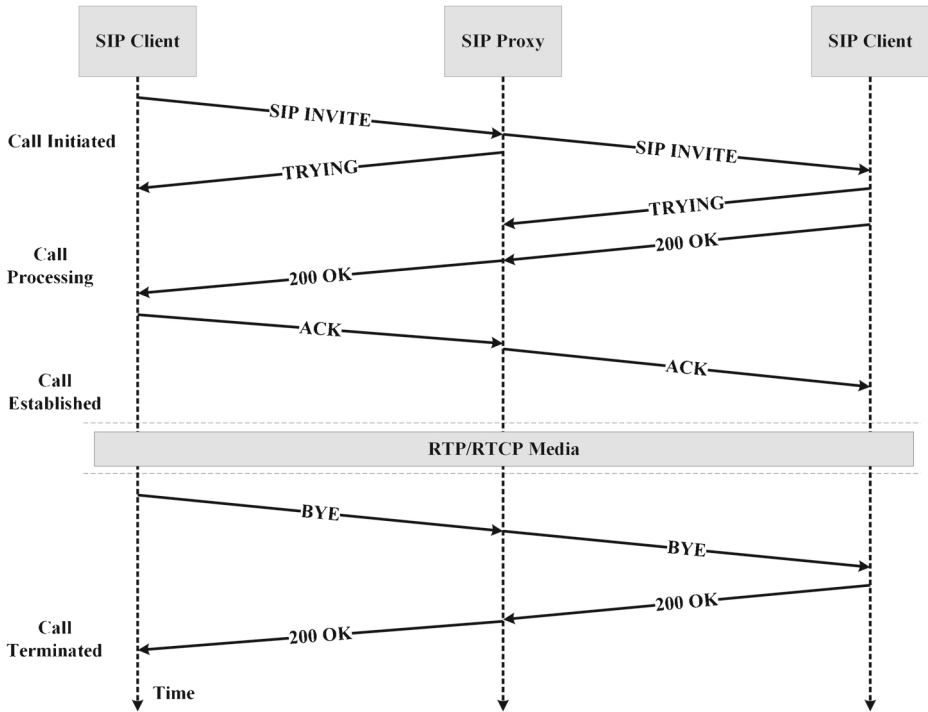 SIP Client
SIP Proxy
SIP Client
SIP INVITE
Call Initiated
SIP INVITE
TRYING
TRYING
200 OK
Call
Processing
200 OK
ACK
ACK
Call
Established
RTP/RTCP Media
BYE
BYE
200 OK
Call
Terminated
200 OK
Time